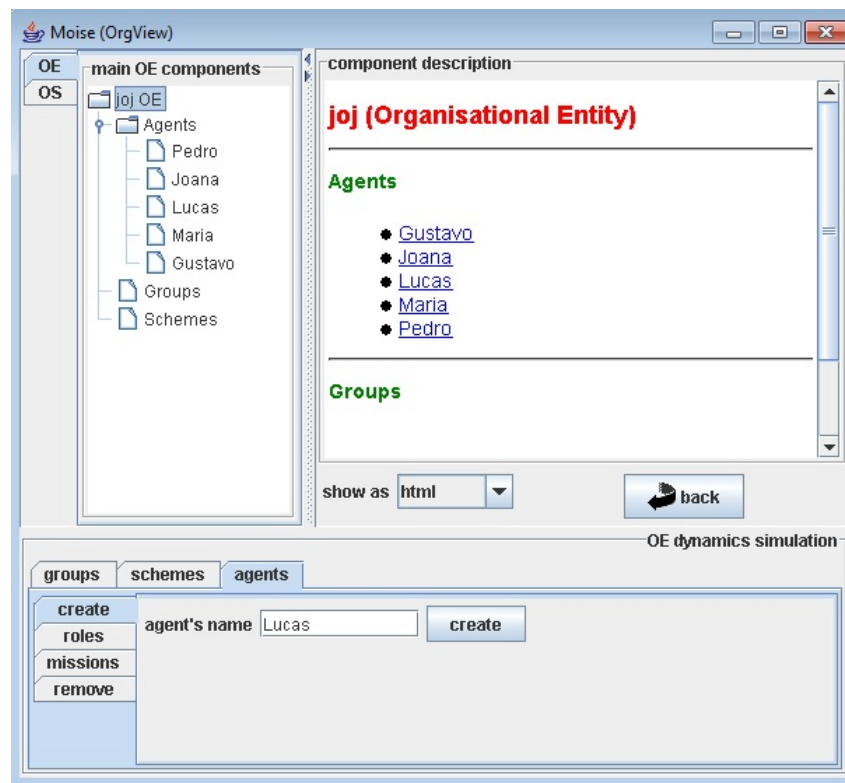 Moise (OrgView)
OE
OS
main OE components
joj OE
Agents
Pedro
Joana
Lucas
Maria
Gustavo
Groups
Schemes
component description
joj (Organisational Entity)
Agents
Gustavo
Joana
Lucas
Maria
Pedro
Groups
show as html
back
OE dynamics simulation
groups schemes agents
create
roles
missions
remove
agent's name Lucas create